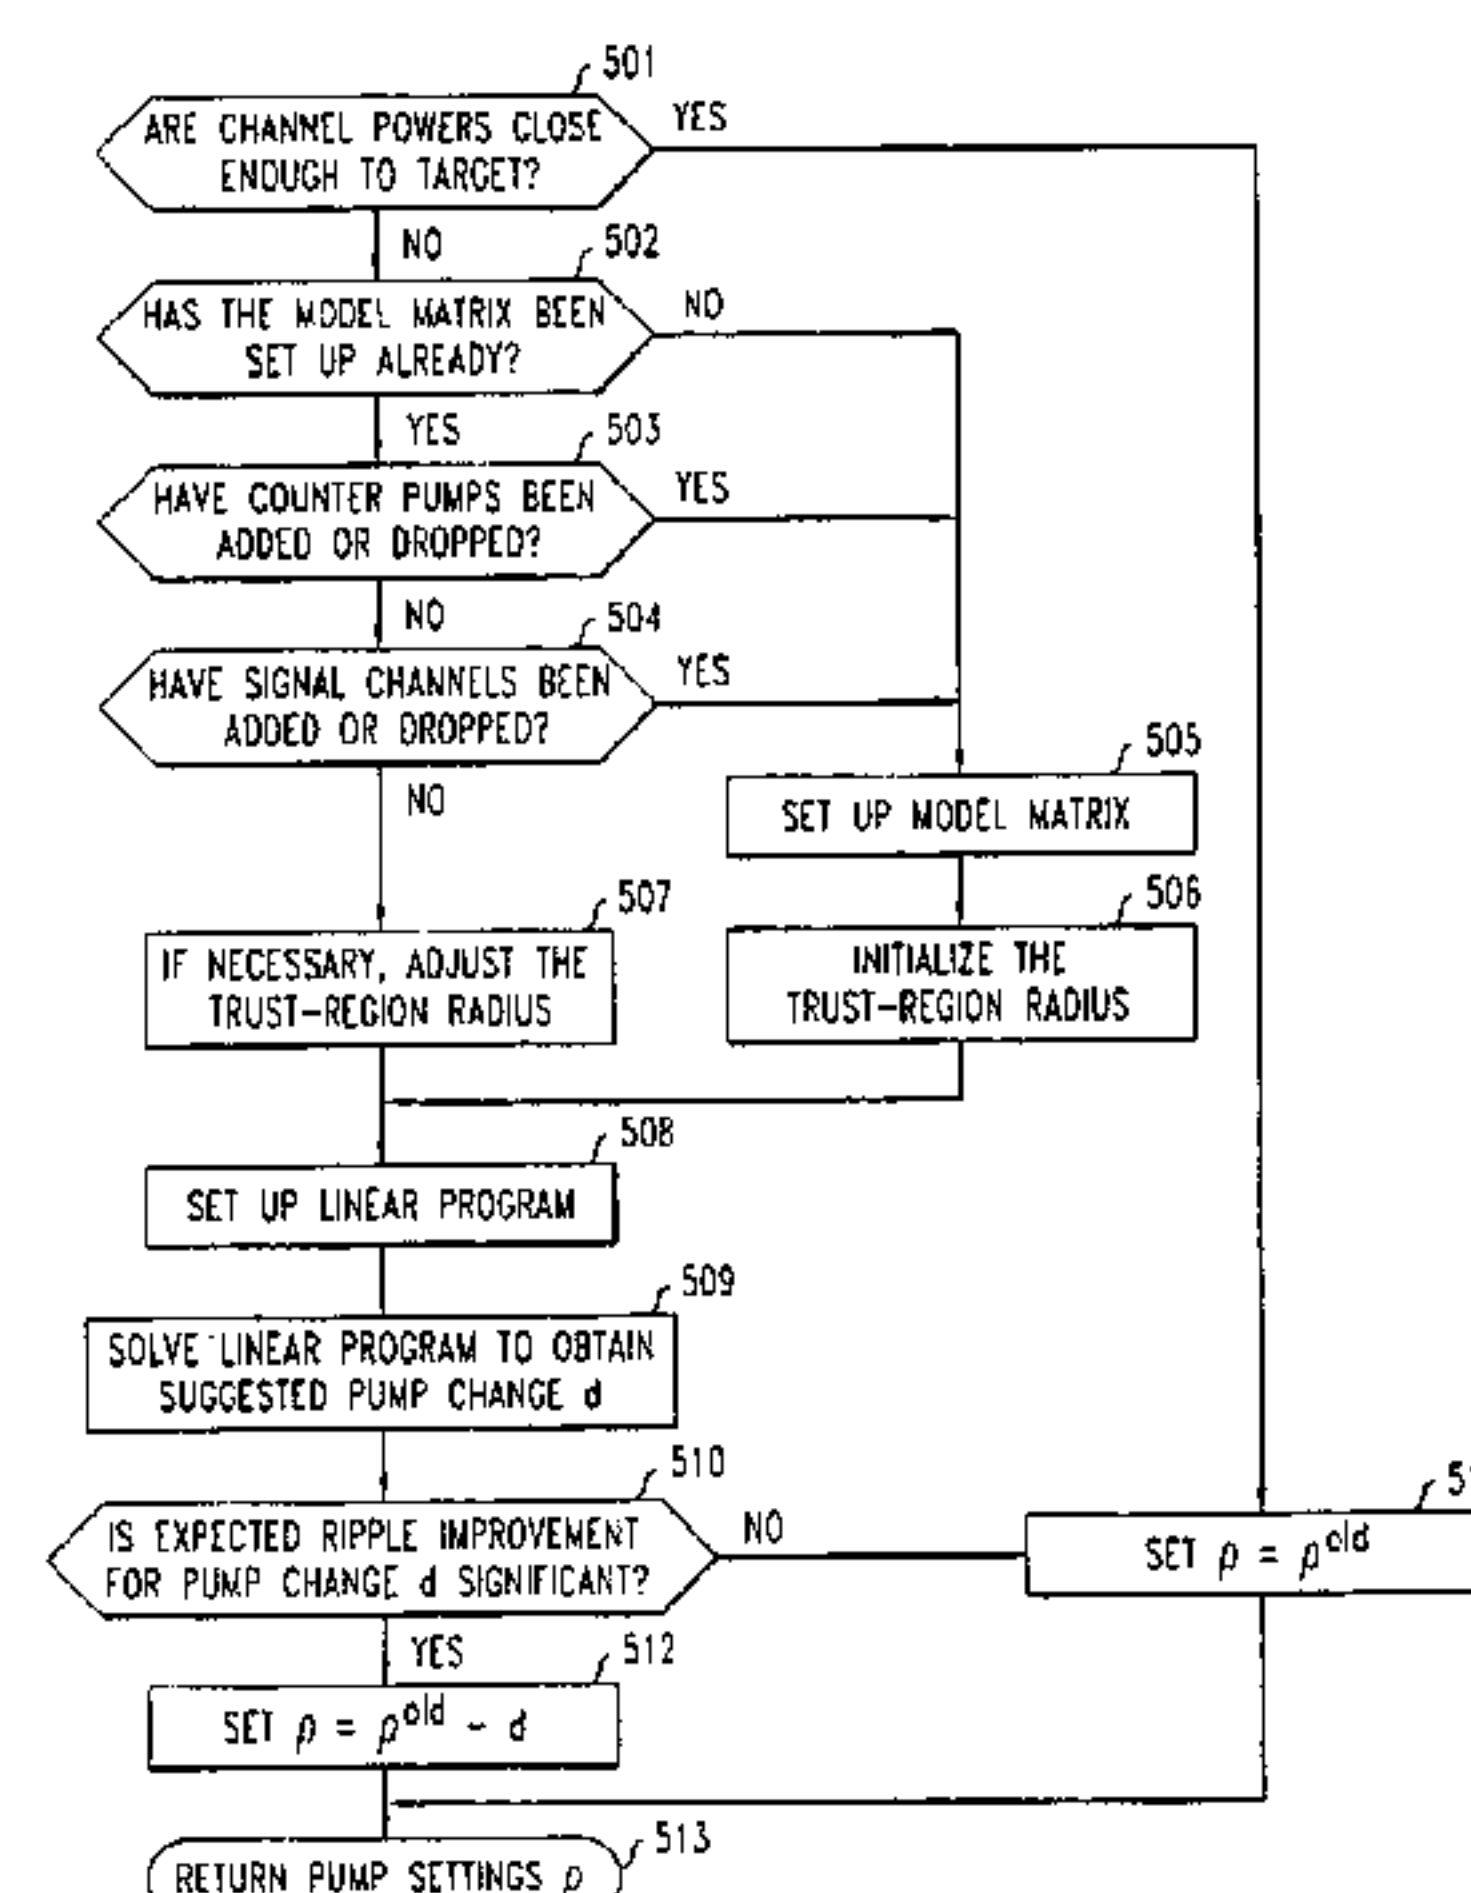 501
ARE CHANNEL POWERS CLOSE
ENOUGH TO TARGET?
YES
NO
502
HAS THE MODEL MATRIX BEEN
SET UP ALREADY?
NO
YES
503
HAVE COUNTER PUMPS BEEN
ADDED OR DROPPED?
YES
NO
504
HAVE SIGNAL CHANNELS BEEN
ADDED OR DROPPED?
YES
NO
505
SET UP MODEL MATRIX
506
INITIALIZE THE
TRUST-REGION RADIUS
507
IF NECESSARY, ADJUST THE
TRUST-REGION RADIUS
508
SET UP LINEAR PROGRAM
509
SOLVE LINEAR PROGRAM TO OBTAIN
SUGGESTED PUMP CHANGE d
510
IS EXPECTED RIPPLE IMPROVEMENT
FOR PUMP CHANGE d SIGNIFICANT?
NO
SET ρ = ρ^old
YES
512
SET ρ = ρ^old - d
513
RETURN PUMP SETTINGS ρ